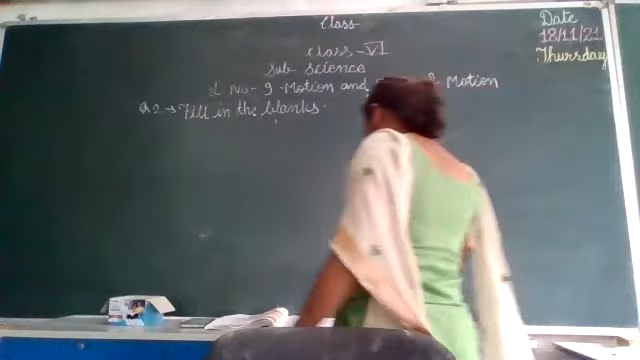 Class
Date
18/11/21
Thursday
Class - VI
Sub Science
L No - 9 - Motion and Motion
Q 2 → Fill in the blanks.